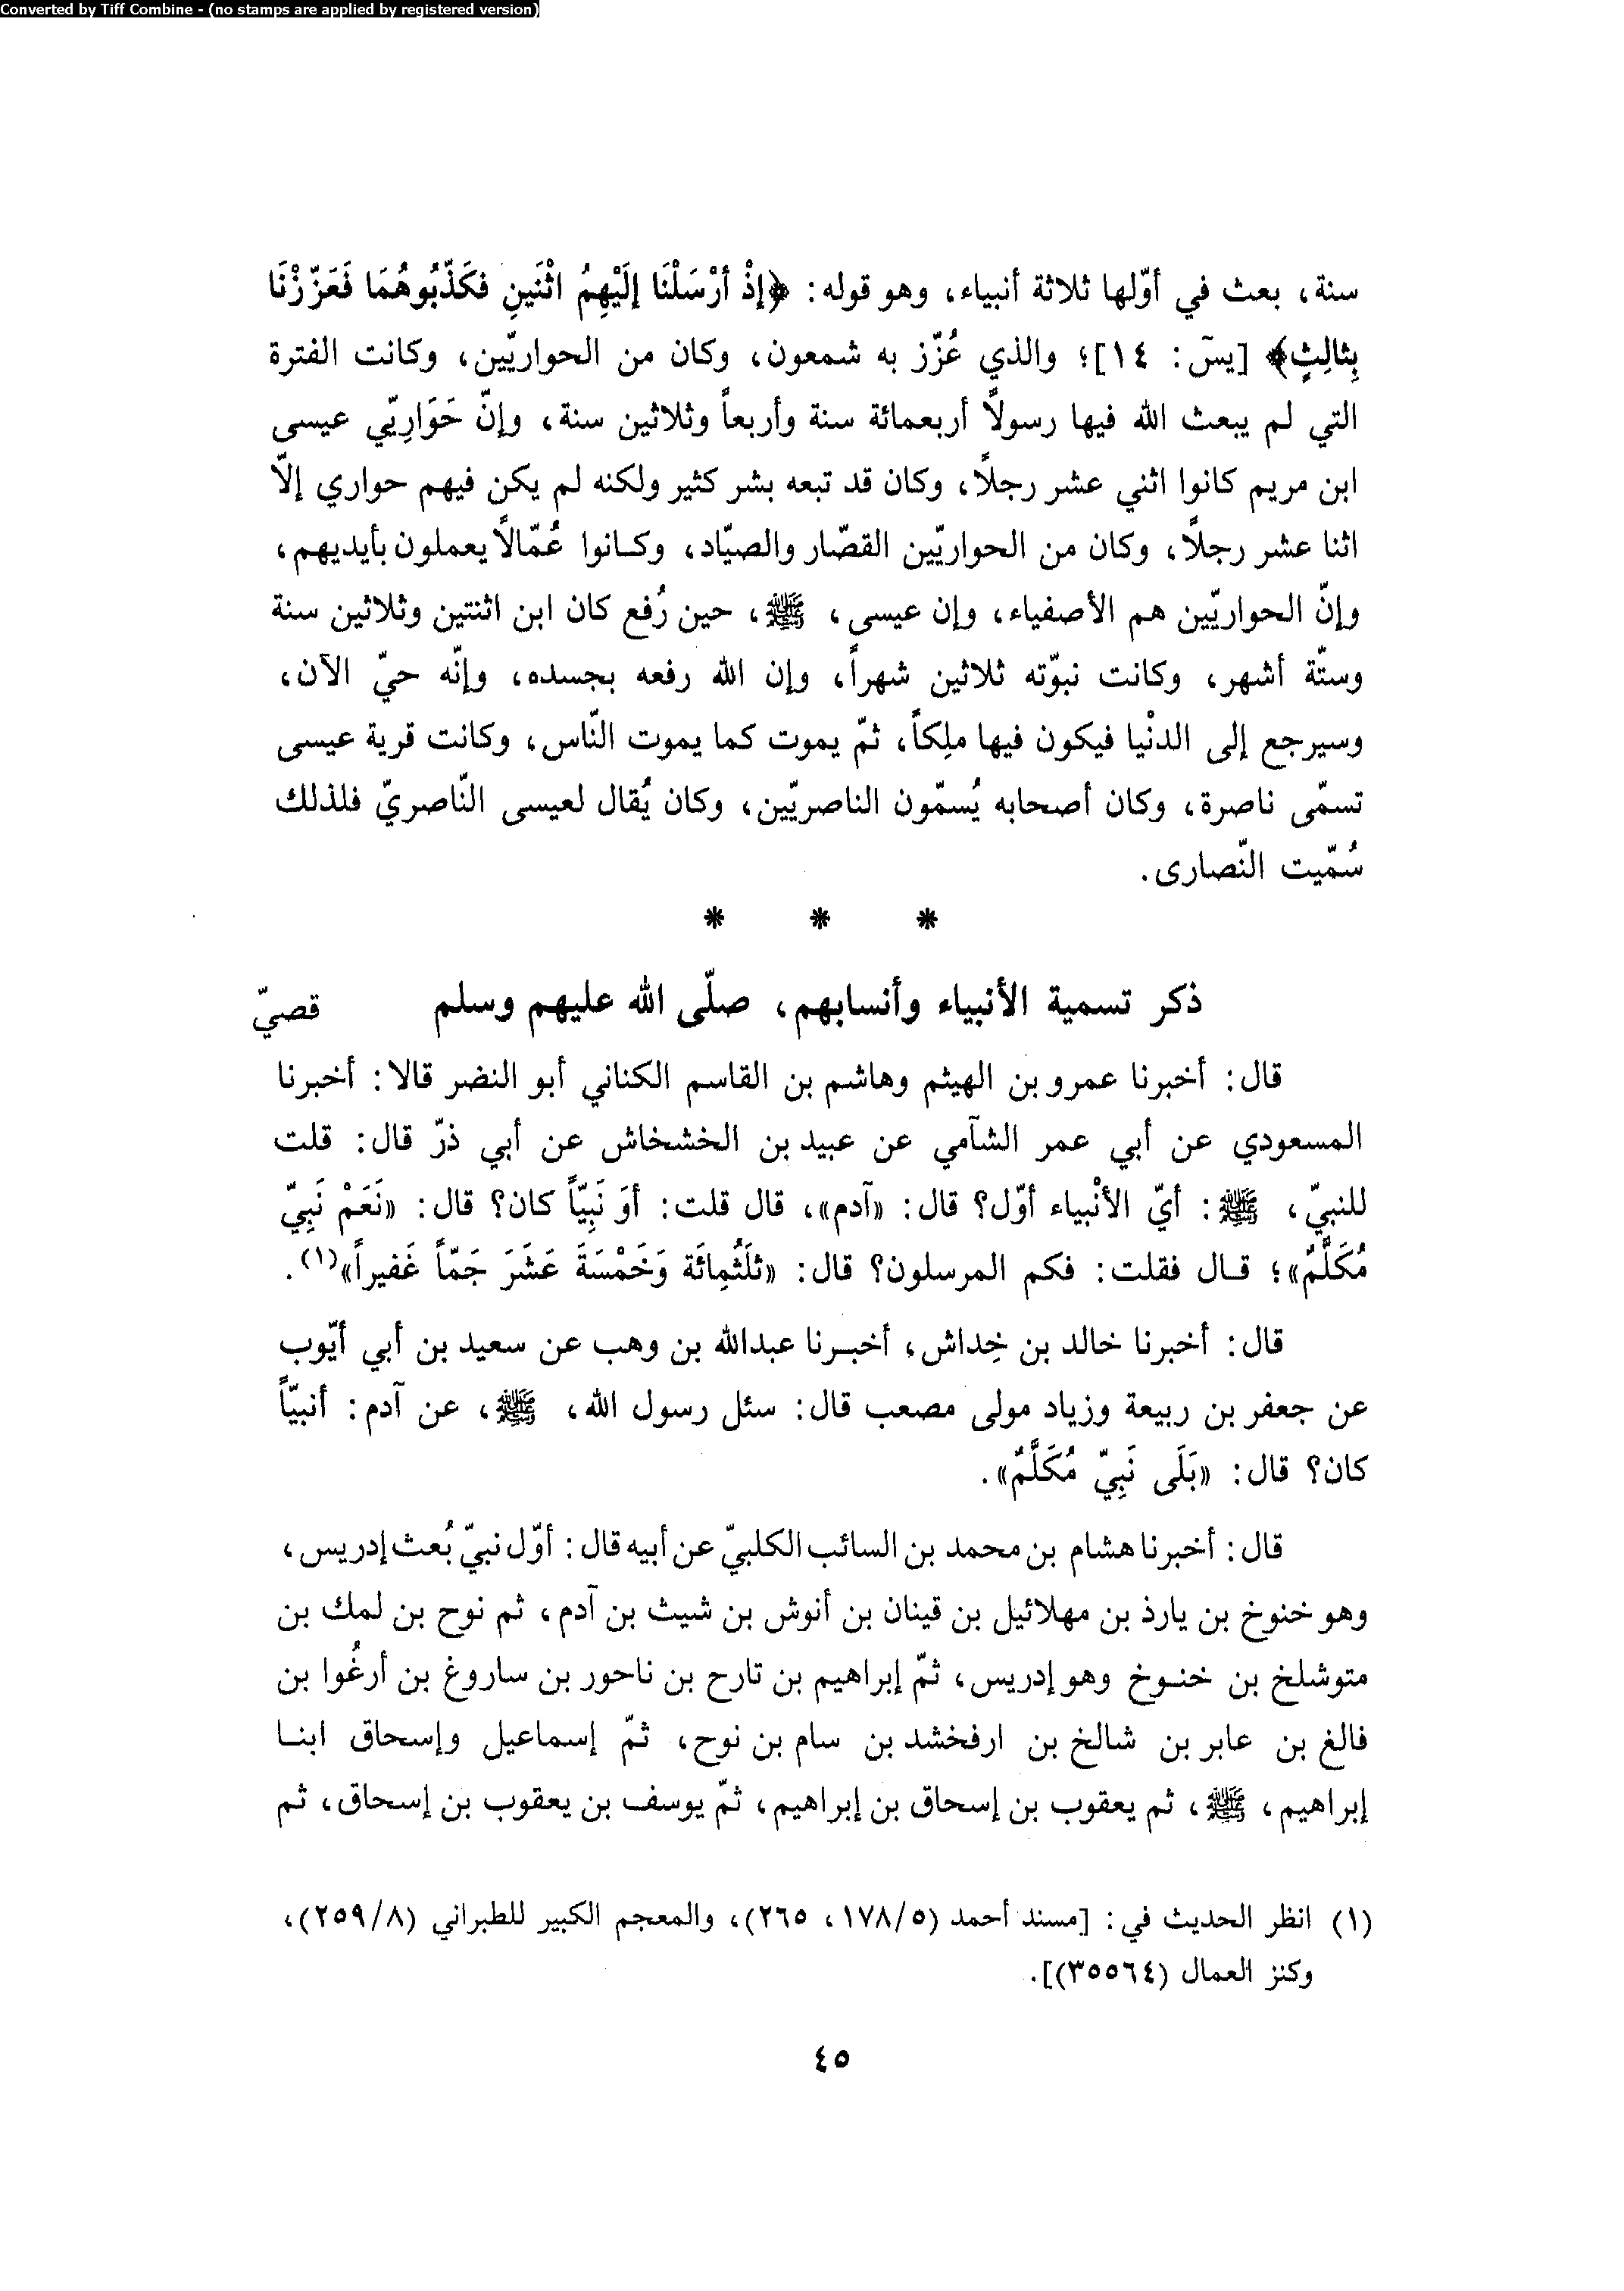 Converted by Tiff Combine - (no stamps are applied by registered version)
سنة، بعث في أوّلها ثلاثة أنبياء، وهو قوله: ﴿إِذْ أَرْسَلْنَا إِلَيْهِمُ اثْنَينِ فَكَذّبُوهُمَا فَعَزّزْنَا
بِثالِثٍ﴾ [يسَ: ١٤]؛ والذي عُزّز به شمعون، وكان من الحواريّين، وكانت الفترة
التي لم يبعث الله فيها رسولاً أربعمائة سنة وأربعاً وثلاثين سنة، وإنّ حَوَارِيّي عيسى
ابن مريم كانوا اثني عشر رجلاً، وكان قد تبعه بشر كثير ولكنه لم يكن فيهم حواري إلاّ
اثنا عشر رجلاً، وكان من الحواريّين القصّار والصيّاد، وكانوا عُمّالاً يعملون بأيديهم،
وإنّ الحواريّين هم الأصفياء، وإن عيسى، ﷺ، حين رُفع كان ابن اثنتين وثلاثين سنة
وستّة أشهر، وكانت نبوّته ثلاثين شهراً، وإن الله رفعه بجسده، وإنّه حيّ الآن،
وسيرجع إلى الدنْيا فيكون فيها ملِكاً، ثمّ يموت كما يموت النّاس، وكانت قرية عيسى
تسمّى ناصرة، وكان أصحابه يُسمّون الناصريّين، وكان يُقال لعيسى النّاصريّ فلذلك
سُمّيت النّصارى.
* * *
ذكر تسمية الأنبياء وأنسابهم، صلّى الله عليهم وسلم قصيّ
قال: أخبرنا عمرو بن الهيثم وهاشم بن القاسم الكناني أبو النضر قالا: أخبرنا
المسعودي عن أبي عمر الشآمي عن عبيد بن الخشخاش عن أبي ذرّ قال: قلت
للنبيّ، ﷺ: أيّ الأنْبياء أوّل؟ قال: «آدم»، قال قلت: أوَ نَبِيّاً كان؟ قال: «نَعَمْ نَبِيّ
مُكَلَّمٌ»؛ قال فقلت: فكم المرسلون؟ قال: «ثَلَثُمِائَة وَخَمْسَةَ عَشَرَ جَمّاً غَفيراً»(١).
قال: أخبرنا خالد بن خِداش، أخبرنا عبدالله بن وهب عن سعيد بن أبي أيّوب
عن جعفر بن ربيعة وزياد مولى مصعب قال: سئل رسول الله، ﷺ، عن آدم: أنبيّاً
كان؟ قال: «بَلَى نَبِيّ مُكَلَّمٌ».
قال: أخبرنا هشام بن محمد بن السائب الكلبيّ عن أبيه قال: أوّل نبيّ بُعث إدريس،
وهو خنوخ بن يارذ بن مهلائيل بن قينان بن أنوش بن شيث بن آدم، ثم نوح بن لمك بن
متوشلخ بن خنوخ وهو إدريس، ثمّ إبراهيم بن تارح بن ناحور بن ساروغ بن أرغُوا بن
فالغ بن عابر بن شالخ بن ارفخشد بن سام بن نوح، ثمّ إسماعيل وإسحاق ابنا
إبراهيم، ﷺ، ثم يعقوب بن إسحاق بن إبراهيم، ثمّ يوسف بن يعقوب بن إسحاق، ثم
(١) انظر الحديث في: [مسند أحمد (١٧٨/٥، ٢٦٥)، والمعجم الكبير للطبراني (٢٥٩/٨)،
وكنز العمال (٣٥٥٦٤)].
٤٥